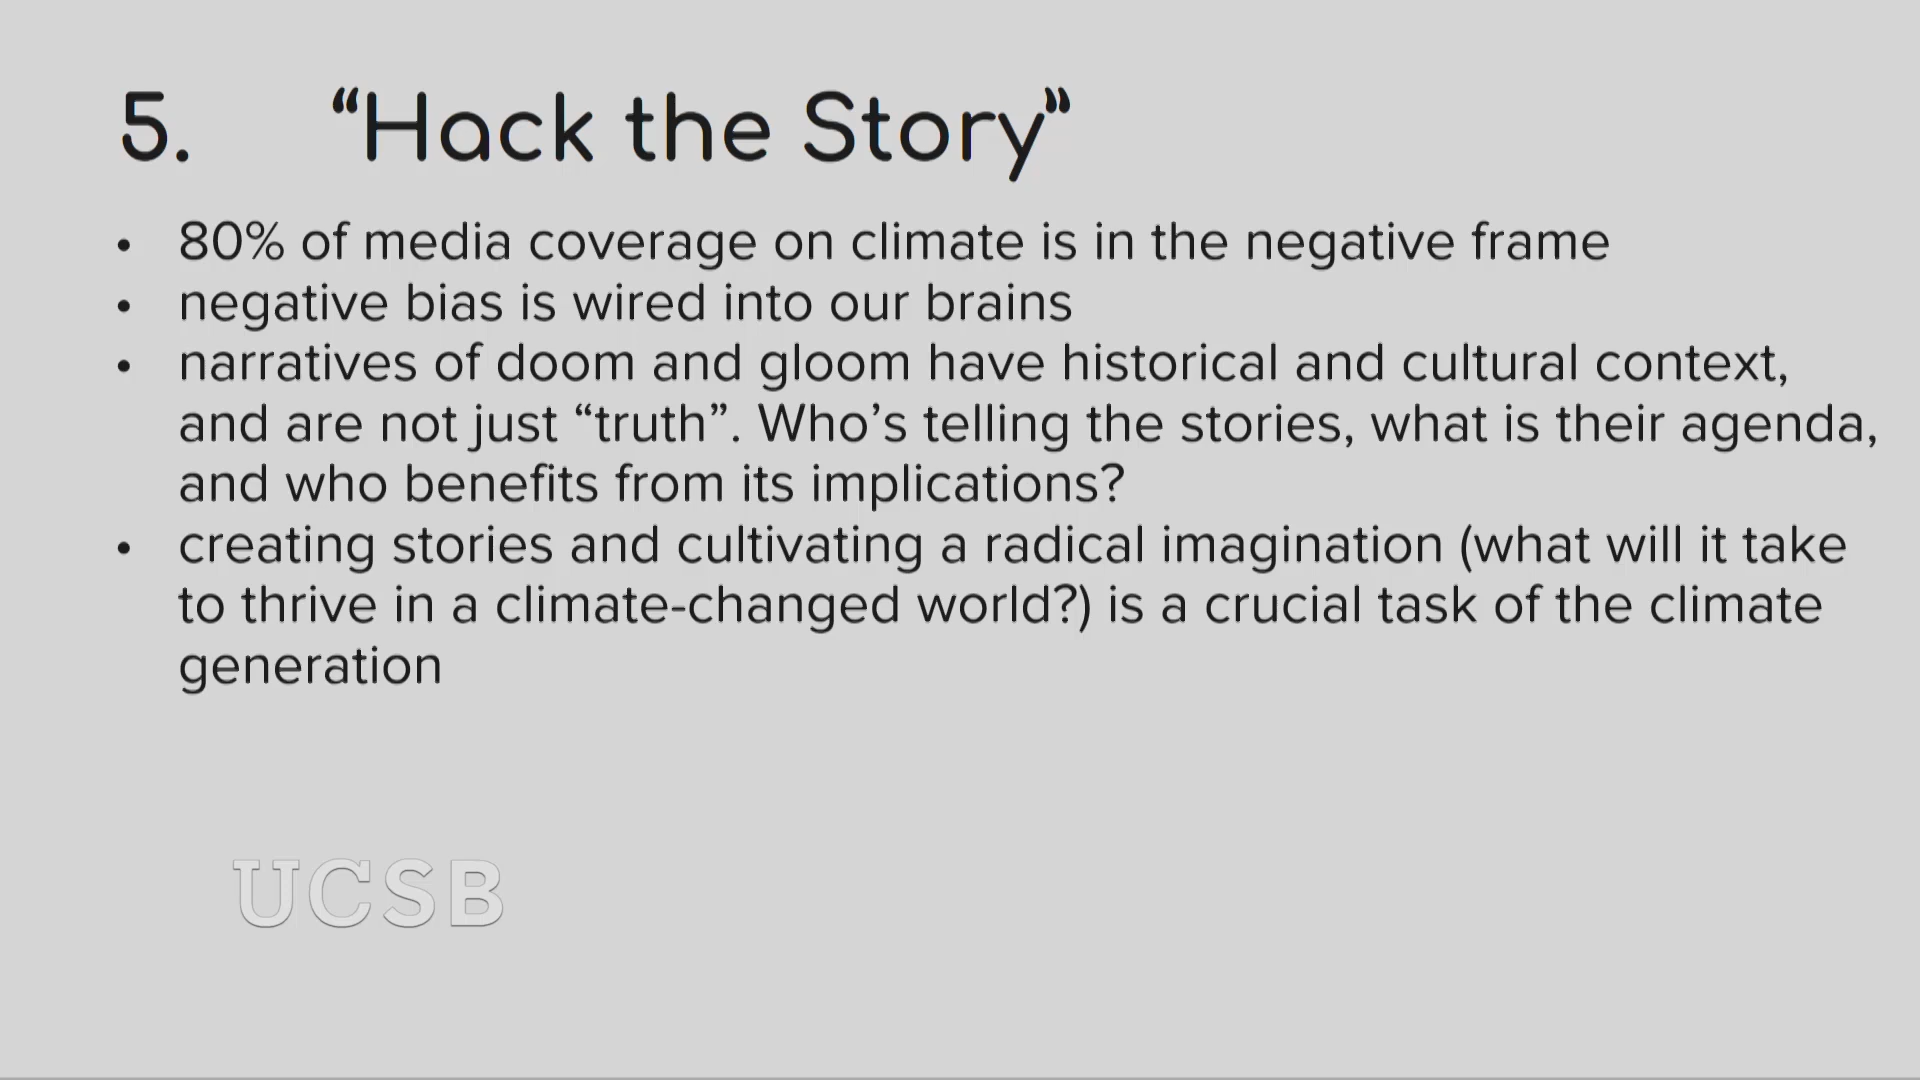 5. “Hack the Story”
• 80% of media coverage on climate is in the negative frame
• negative bias is wired into our brains
• narratives of doom and gloom have historical and cultural context,
and are not just “truth”. Who’s telling the stories, what is their agenda,
and who benefits from its implications?
• creating stories and cultivating a radical imagination (what will it take
to thrive in a climate-changed world?) is a crucial task of the climate
generation
UCSB